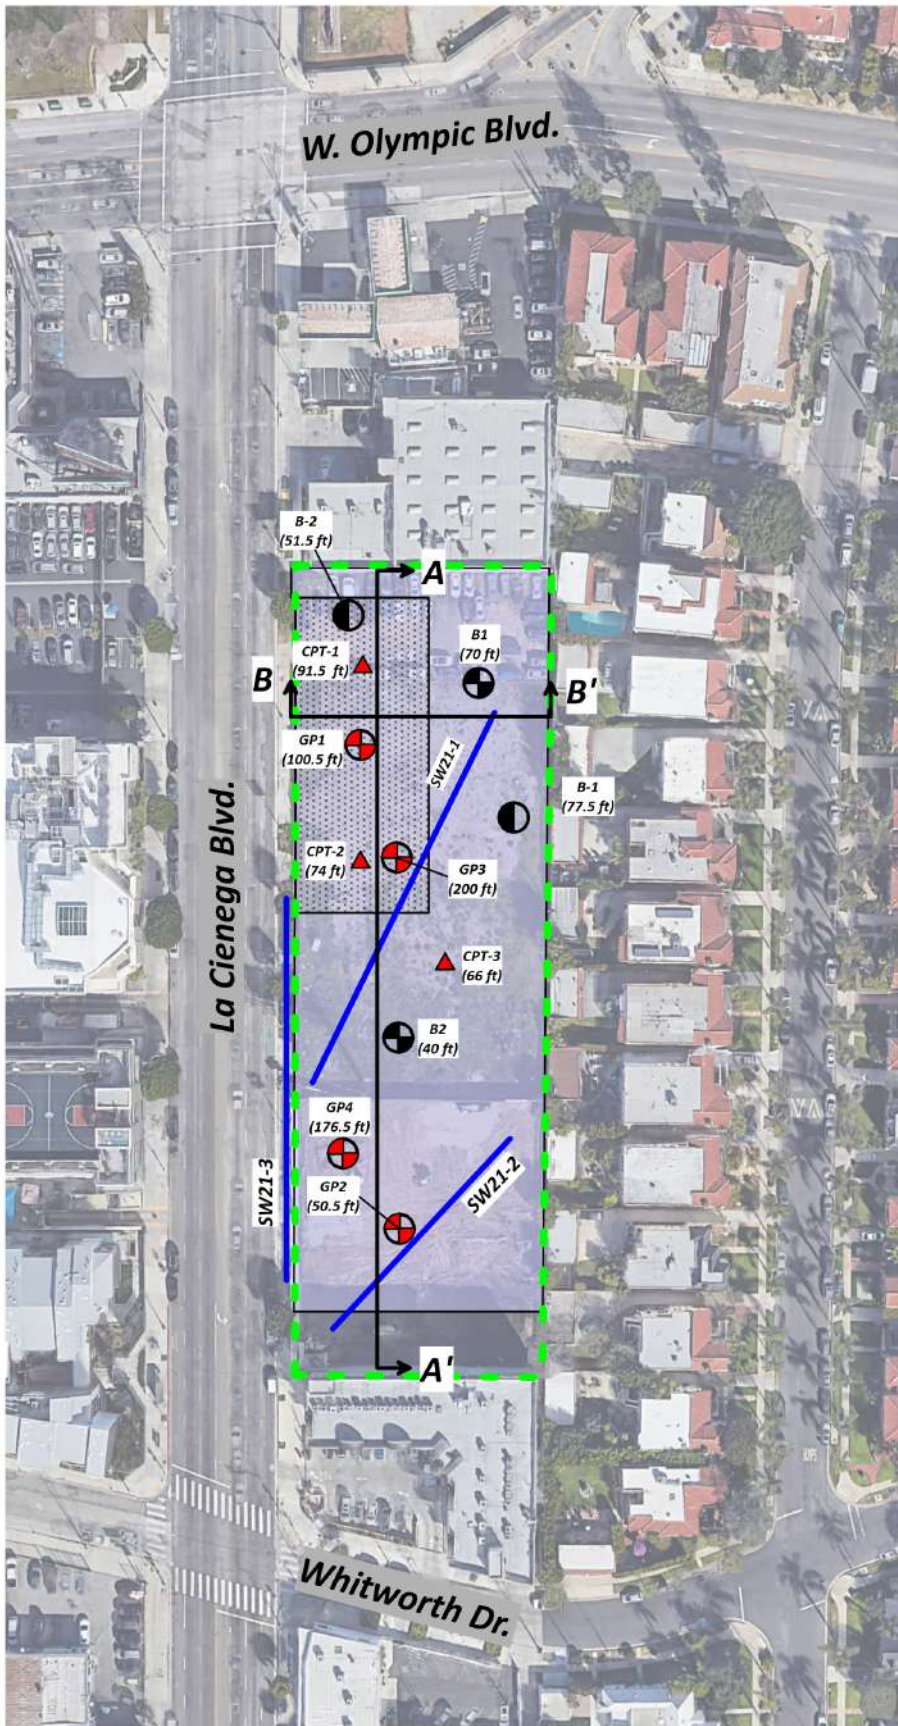 W. Olympic Blvd.
B-2
(51.5 ft)
A
B1
(70 ft)
CPT-1
(91.5 ft)
B
B'
GP1
(100.5 ft)
SW21-1
B-1
(77.5 ft)
La Cienega Blvd.
CPT-2
(74 ft)
GP3
(200 ft)
CPT-3
(66 ft)
B2
(40 ft)
GP4
(176.5 ft)
SW21-3
GP2
(50.5 ft)
SW21-2
A'
Whitworth Dr.